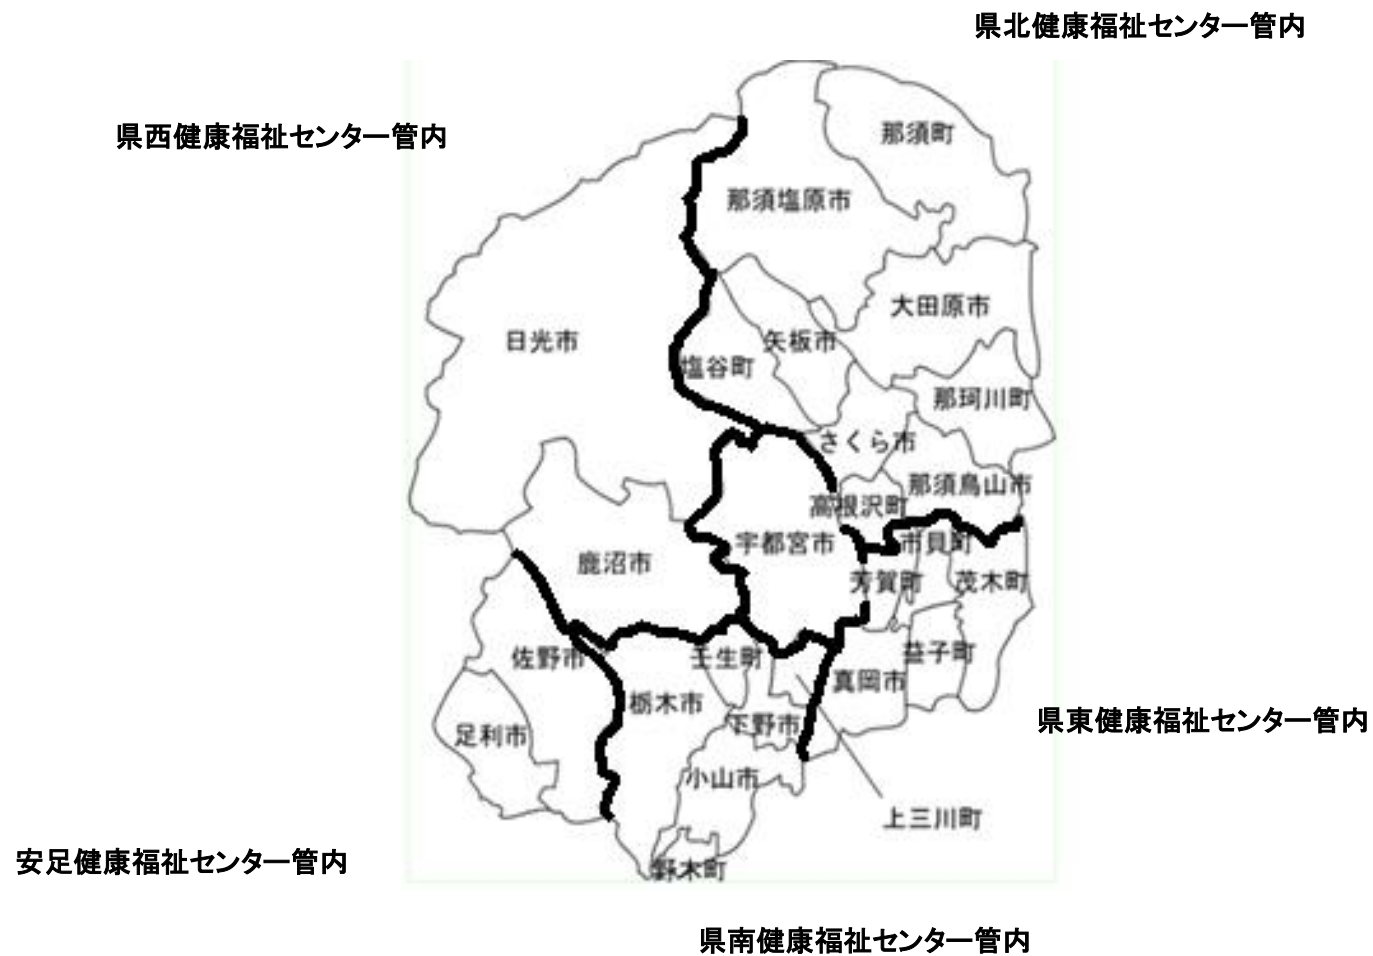 県北健康福祉センター管内
県西健康福祉センター管内
那須町
那須塩原市
大田原市
日光市
矢板市
塩谷町
那珂川町
さくら市
那須烏山市
高根沢町
宇都宮市
市貝町
鹿沼市
芳賀町
茂木町
佐野市
壬生町
益子町
真岡市
栃木市
県東健康福祉センター管内
下野市
足利市
小山市
上三川町
安足健康福祉センター管内
野木町
県南健康福祉センター管内